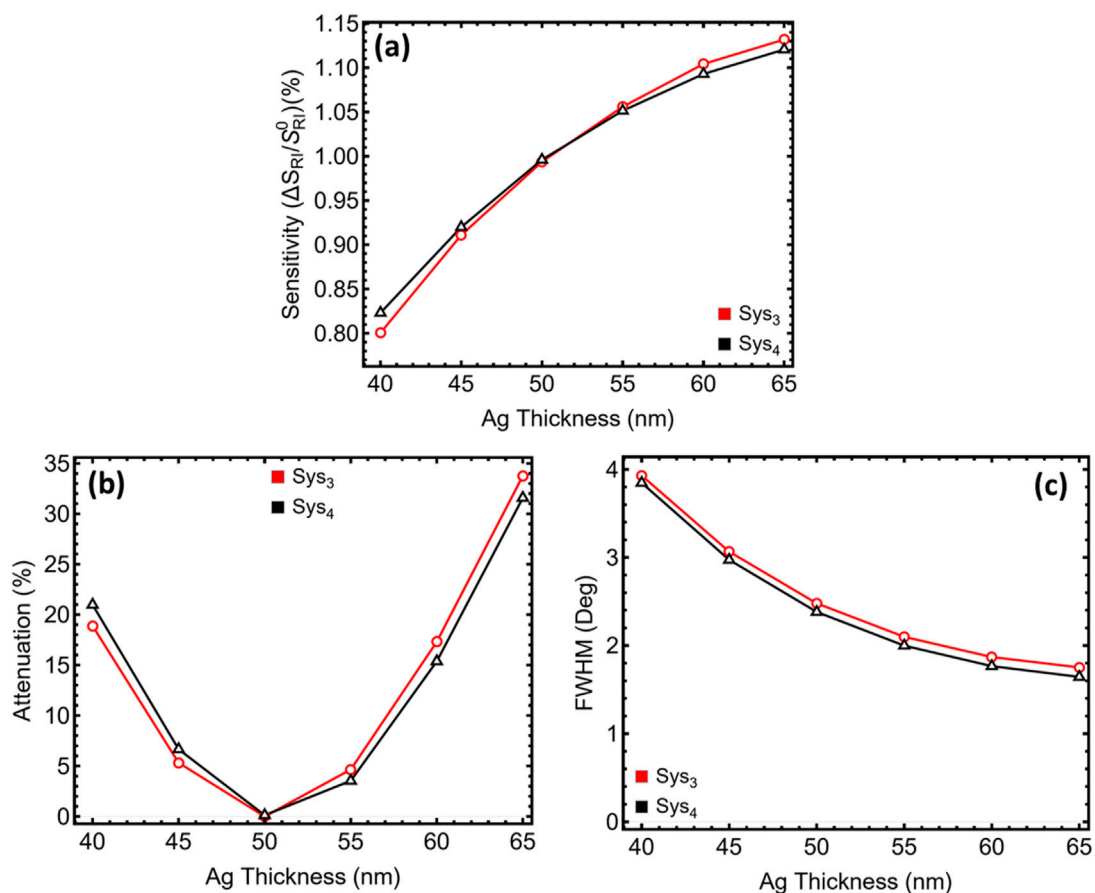 (a)
Sensitivity (ΔS_RI/S⁰_RI)(%)
1.15
1.10
1.05
1.00
0.95
0.90
0.85
0.80
Sys₃
Sys₄
40 45 50 55 60 65
Ag Thickness (nm)
(b)
Attenuation (%)
35
30
25
20
15
10
5
0
Sys₃
Sys₄
40 45 50 55 60 65
Ag Thickness (nm)
(c)
FWHM (Deg)
4
3
2
1
0
Sys₃
Sys₄
40 45 50 55 60 65
Ag Thickness (nm)